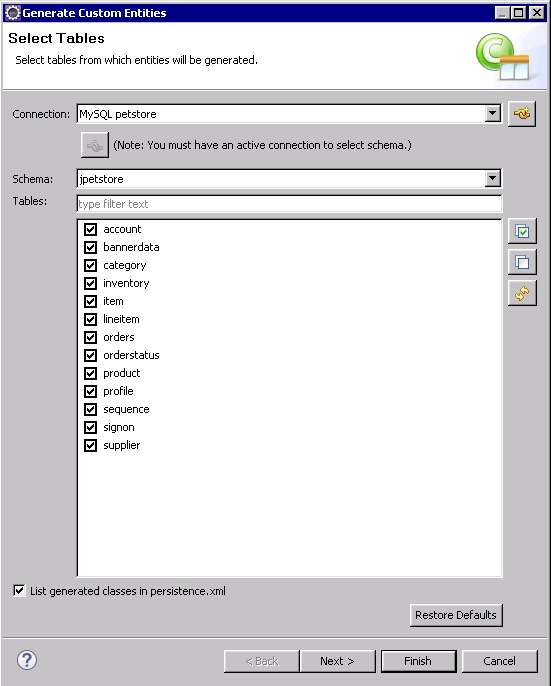 Generate Custom Entities
Select Tables
Select tables from which entities will be generated.
Connection: MySQL petstore
(Note: You must have an active connection to select schema.)
Schema: jpetstore
Tables: type filter text
account
bannerdata
category
inventory
item
lineitem
orders
orderstatus
product
profile
sequence
signon
supplier
List generated classes in persistence.xml
Restore Defaults
< Back Next > Finish Cancel